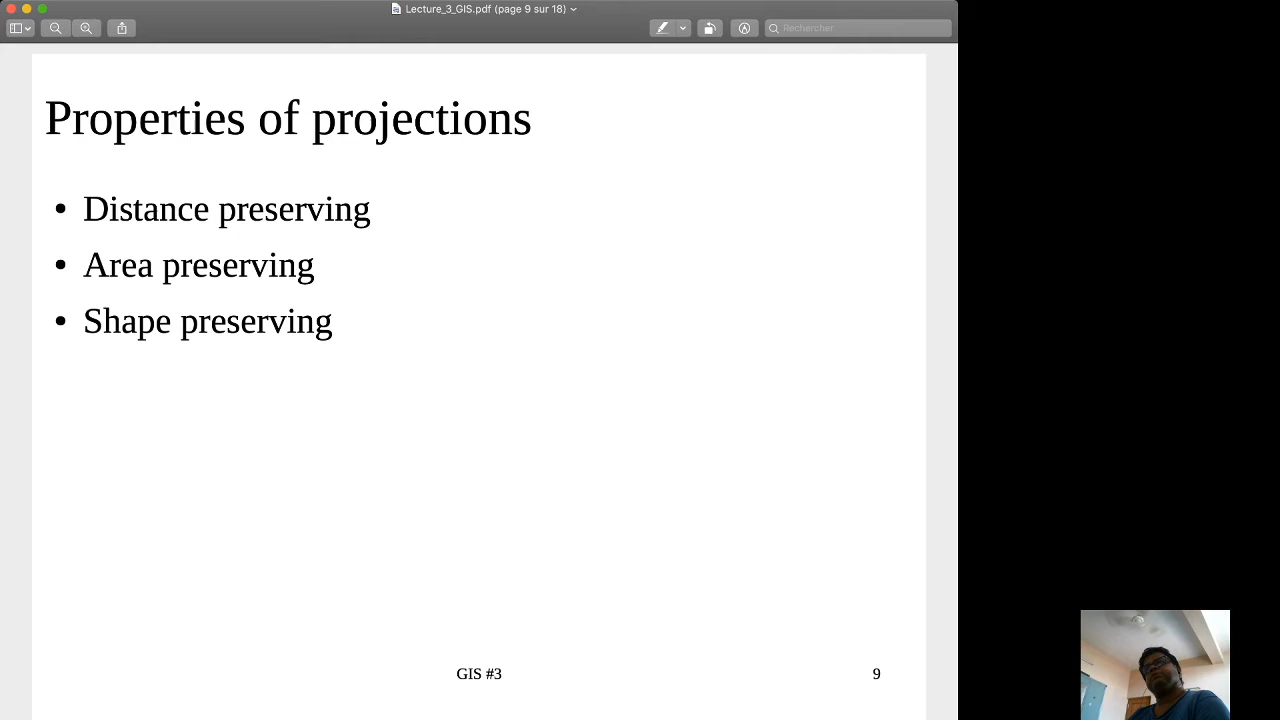 Lecture_3_GIS.pdf (page 9 sur 18)
Rechercher
Properties of projections
• Distance preserving
• Area preserving
• Shape preserving
GIS #3
9